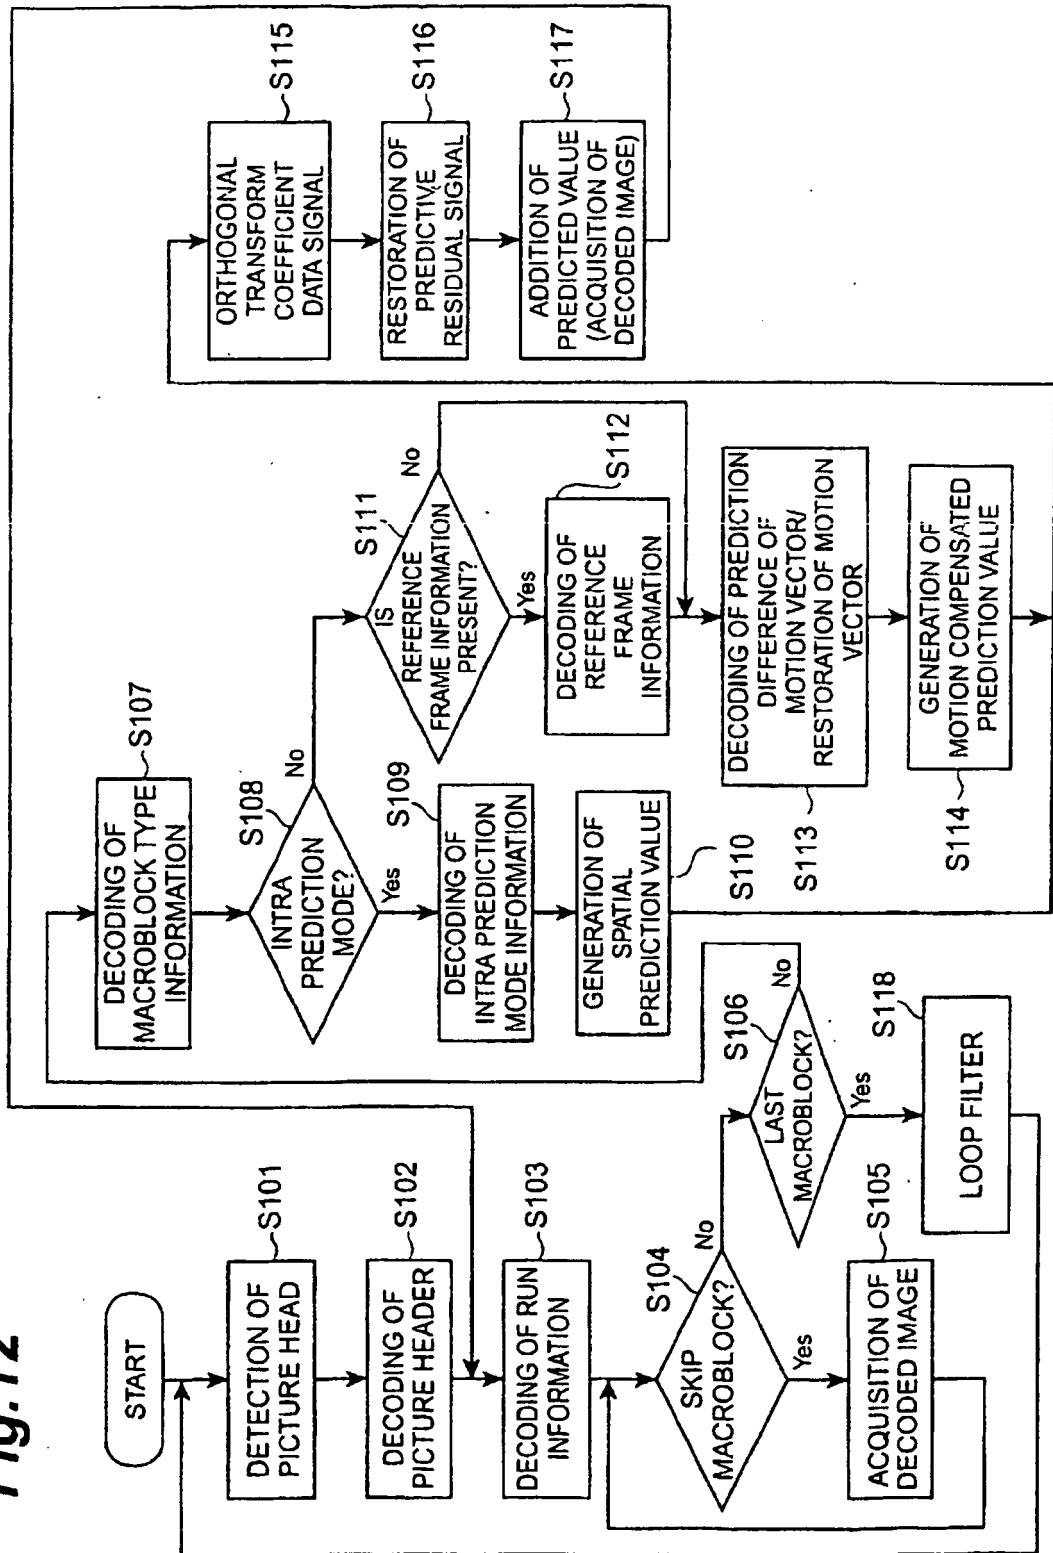 Fig.12
START
DETECTION OF
PICTURE HEAD
S101
DECODING OF
PICTURE HEADER
S102
DECODING OF RUN
INFORMATION
S103
SKIP
MACROBLOCK?
S104
No
Yes
ACQUISITION OF
DECODED IMAGE
S105
LAST
MACROBLOCK?
S106
No
Yes
LOOP FILTER
S118
DECODING OF
MACROBLOCK TYPE
INFORMATION
S107
INTRA
PREDICTION
MODE?
S108
No
Yes
DECODING OF
INTRA PREDICTION
MODE INFORMATION
S109
GENERATION OF
SPATIAL
PREDICTION VALUE
S110
IS
REFERENCE
FRAME INFORMATION
PRESENT?
S111
No
Yes
DECODING OF
REFERENCE
FRAME
INFORMATION
S112
DECODING OF PREDICTION
DIFFERENCE OF
MOTION VECTOR/
RESTORATION OF MOTION
VECTOR
S113
GENERATION OF
MOTION COMPENSATED
PREDICTION VALUE
S114
ORTHOGONAL
TRANSFORM
COEFFICIENT
DATA SIGNAL
S115
RESTORATION OF
PREDICTIVE
RESIDUAL SIGNAL
S116
ADDITION OF
PREDICTED VALUE
(ACQUISITION OF
DECODED IMAGE)
S117